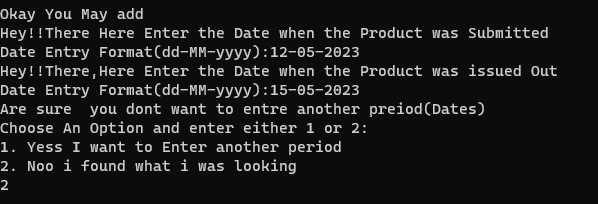 Okay You May add
Hey!!There Here Enter the Date when the Product was Submitted
Date Entry Format(dd-MM-yyyy):12-05-2023
Hey!!There,Here Enter the Date when the Product was issued Out
Date Entry Format(dd-MM-yyyy):15-05-2023
Are sure  you dont want to entre another preiod(Dates)
Choose An Option and enter either 1 or 2:
1. Yess I want to Enter another period
2. Noo i found what i was looking
2